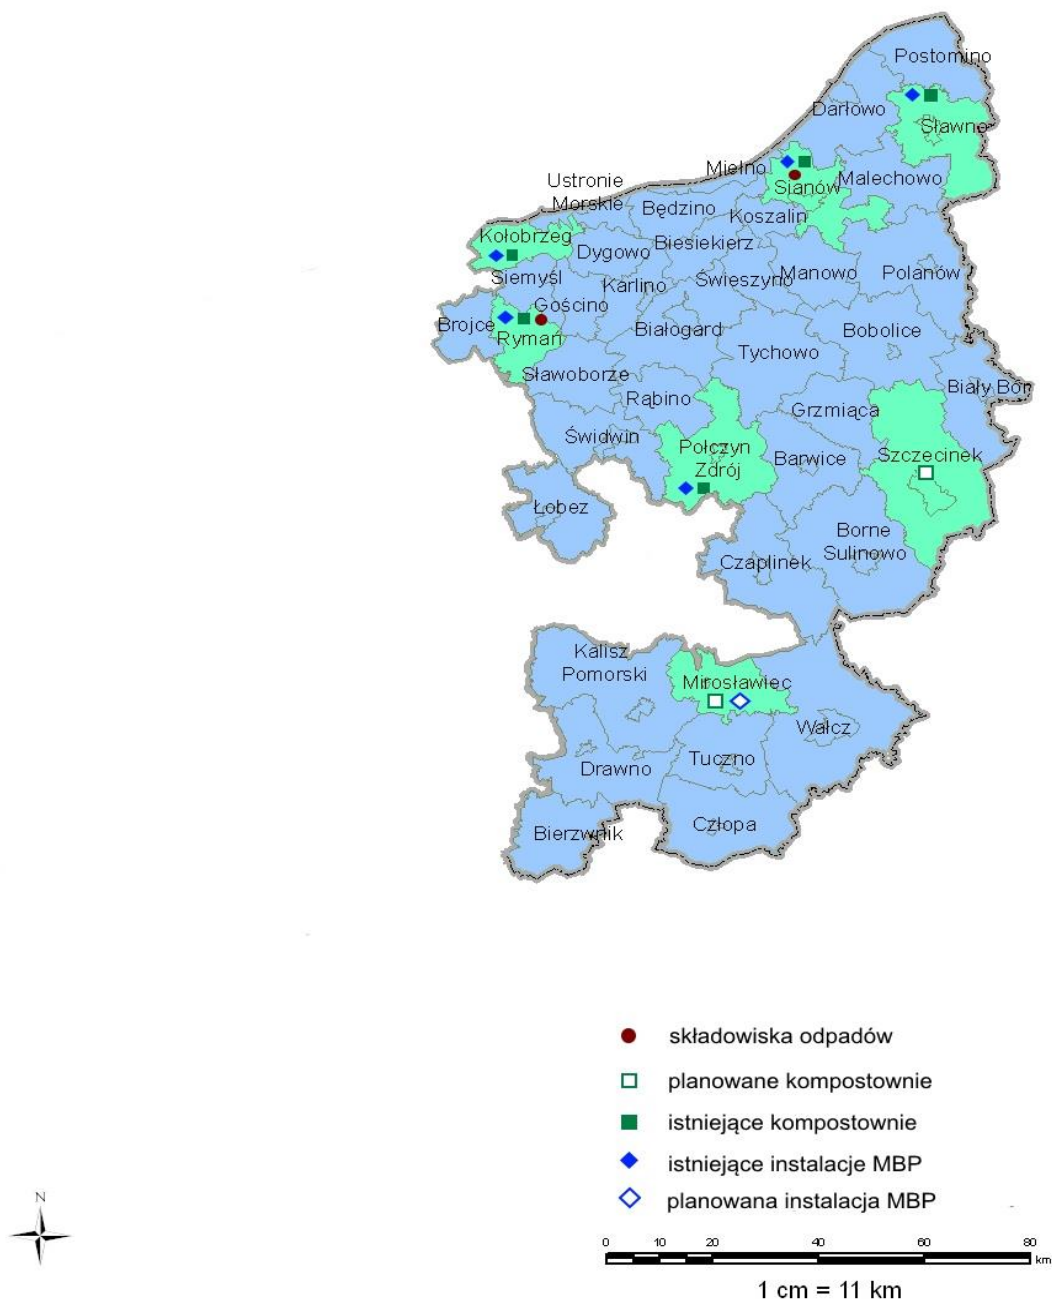 Postomino
Darłowo
Sławno
Mielno
Sianów
Malechowo
Ustronie
Morskie
Będzino
Koszalin
Kołobrzeg
Dygowo
Biesiekierz
Siemyśl
Karlino
Świeszyno
Manowo
Polanów
Gościno
Brojce
Rymań
Białogard
Bobolice
Tychowo
Sławoborze
Rąbino
Grzmiąca
Biały Bór
Świdwin
Połczyn
Zdrój
Barwice
Szczecinek
Łobez
Borne
Sulinowo
Czaplinek
Kalisz
Pomorski
Mirosławiec
Wałcz
Tuczno
Drawno
Bierzwnik
Człopa
składowiska odpadów
planowane kompostownie
istniejące kompostownie
istniejące instalacje MBP
planowana instalacja MBP
N
0 10 20 40 60 80
km
1 cm = 11 km